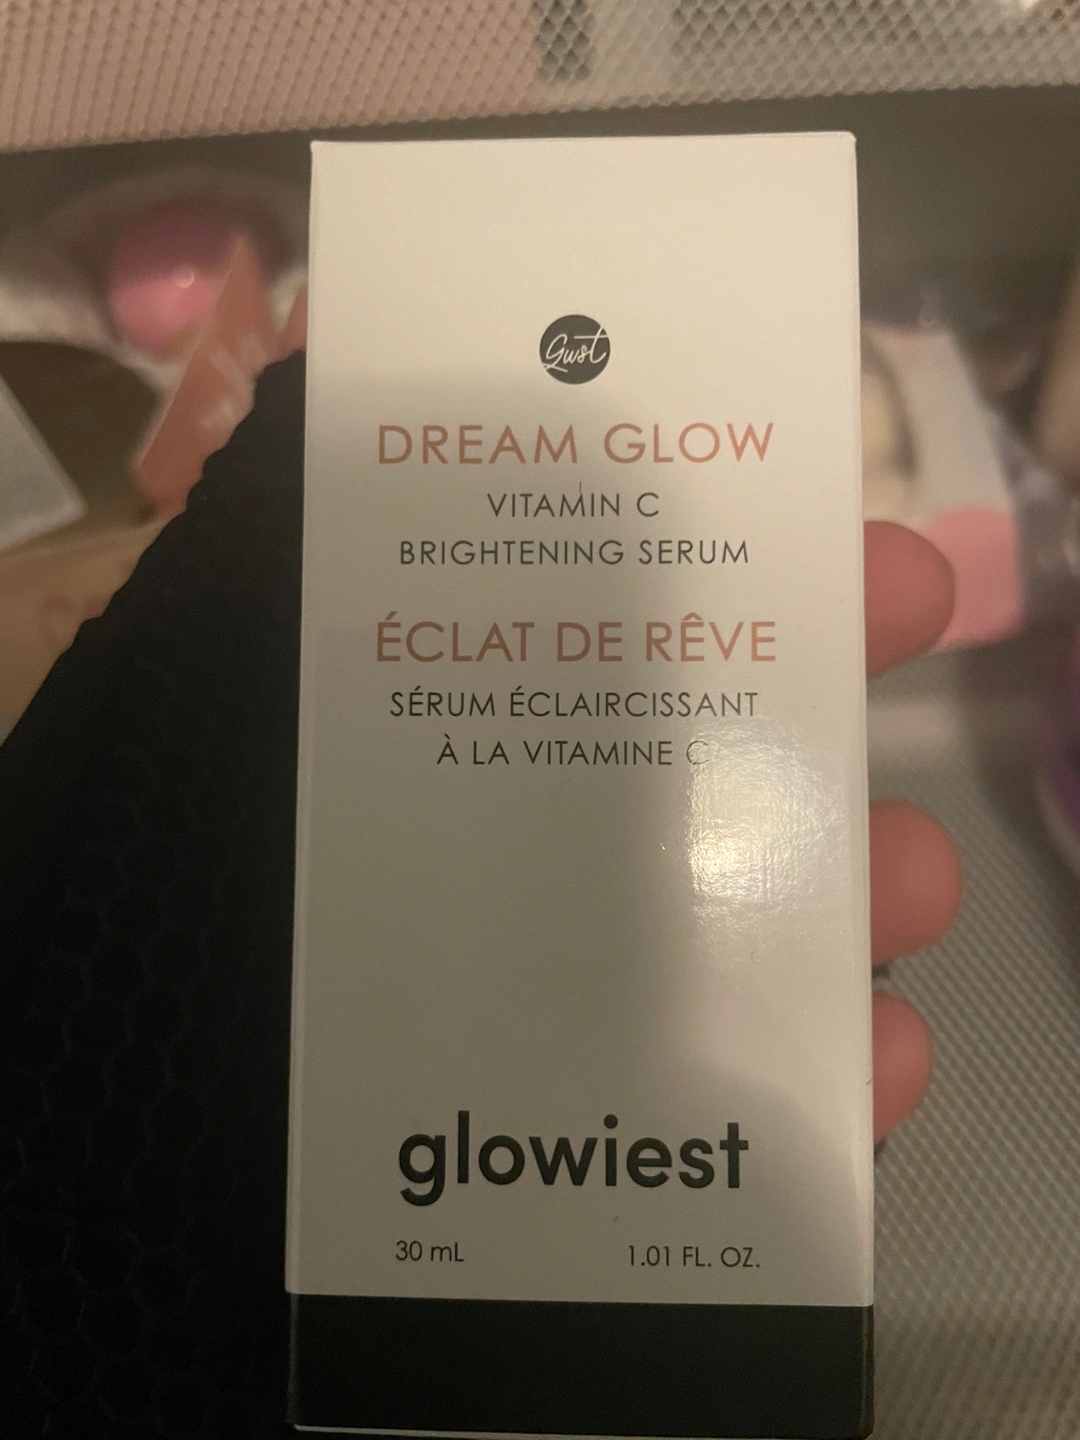 Gwst
DREAM GLOW
VITAMIN C
BRIGHTENING SERUM
ÉCLAT DE RÊVE
SÉRUM ÉCLAIRCISSANT
À LA VITAMINE C
glowiest
30 mL 1.01 FL. OZ.